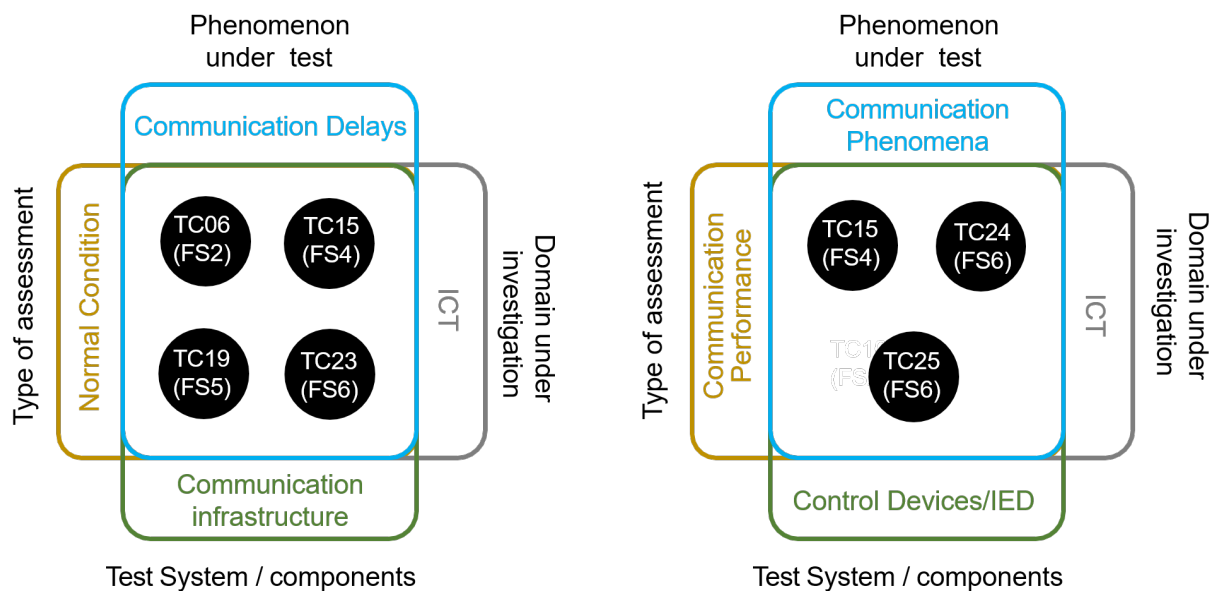 Phenomenon
under test
Communication Delays
Type of assessment
Normal Condition
TC06
(FS2)
TC15
(FS4)
TC19
(FS5)
TC23
(FS6)
ICT
Domain under
investigation
Communication
infrastructure
Test System / components
Phenomenon
under test
Communication
Phenomena
Type of assessment
Communication
Performance
TC15
(FS4)
TC24
(FS6)
TC25
(FS6)
ICT
Domain under
investigation
Control Devices/IED
Test System / components